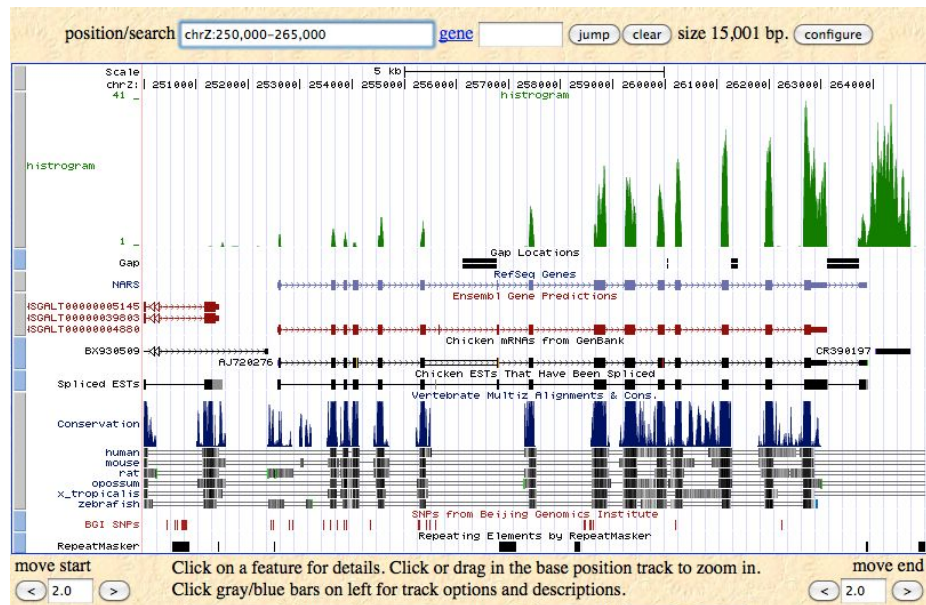 position/search chrZ:250,000-265,000 gene jump clear size 15,001 bp. configure
Scale 5 kb
chrZ: 251000 252000 253000 254000 255000 256000 257000 258000 259000 260000 261000 262000 263000 264000
41 _ histrogram
histrogram
1 _
Gap Locations
Gap
RefSeq Genes
NARS
Ensembl Gene Predictions
ISGALT00000005145
ISGALT00000039803
ISGALT00000004880
Chicken mRNAs from GenBank
BX930509 CR390197
AJ720276
Chicken ESTs That Have Been Spliced
Spliced ESTs
Vertebrate Multiz Alignments & Cons.
Conservation
human
mouse
rat
opossum
x_tropicalis
zebrafish
SNPs from Beijing Genomics Institute
BGI SNPs
Repeating Elements by RepeatMasker
RepeatMasker
move start Click on a feature for details. Click or drag in the base position track to zoom in. move end
< 2.0 > Click gray/blue bars on left for track options and descriptions. < 2.0 >